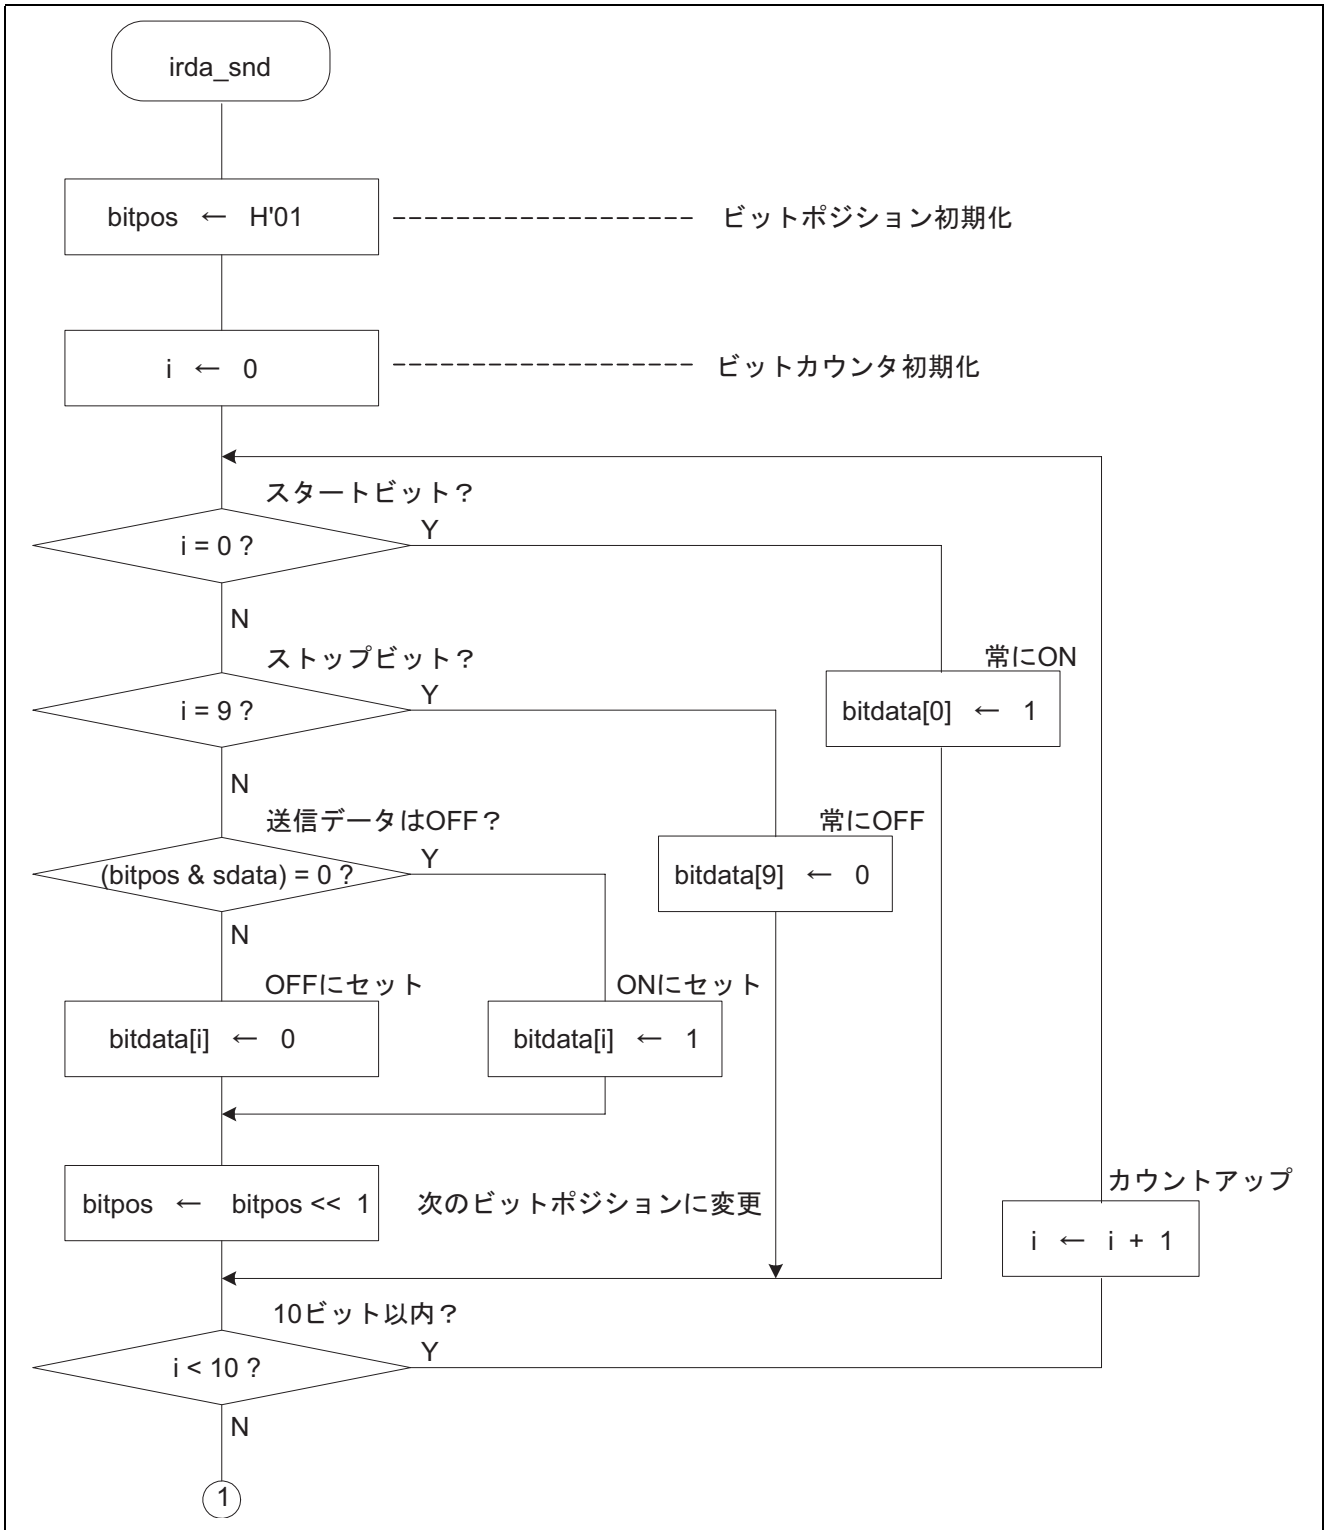 irda_snd
bitpos ← H'01
ビットポジション初期化
i ← 0
ビットカウンタ初期化
スタートビット？
i = 0 ?
Y
N
ストップビット？
i = 9 ?
Y
常にON
bitdata[0] ← 1
N
送信データはOFF？
(bitpos & sdata) = 0 ?
Y
常にOFF
bitdata[9] ← 0
N
OFFにセット
bitdata[i] ← 0
ONにセット
bitdata[i] ← 1
bitpos ← bitpos << 1
次のビットポジションに変更
カウントアップ
i ← i + 1
10ビット以内？
i < 10 ?
Y
N
1